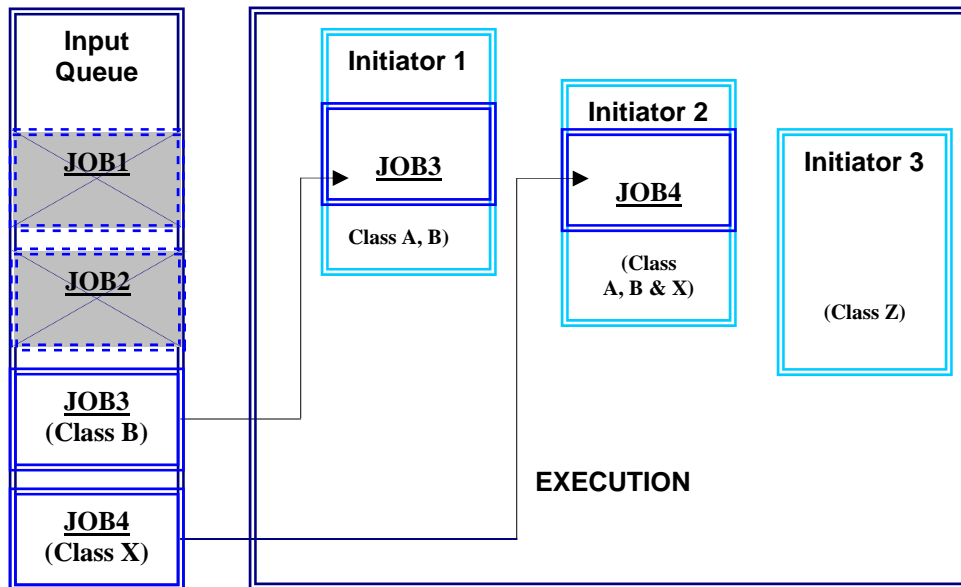 Input
Queue
JOB1
JOB2
JOB3
(Class B)
JOB4
(Class X)
Initiator 1
JOB3
Class A, B)
Initiator 2
JOB4
(Class
A, B & X)
Initiator 3
(Class Z)
EXECUTION